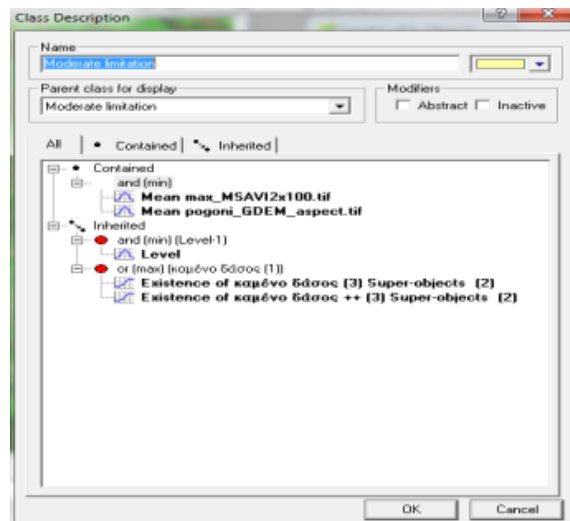 Class Description
Name
Moderate limitation
Parent class for display
Modifiers
Moderate limitation
Abstract
Inactive
All
Contained
Inherited
Contained
and (min)
Mean max_MSAVI2x100.tif
Mean pogoni_GDEM_aspect.tif
Inherited
and (min) (Level-1)
Level
or (max) (καμένο δάσος (1))
Existence of καμένο δάσος (3) Super-objects (2)
Existence of καμένο δάσος ++ (3) Super-objects (2)
OK
Cancel